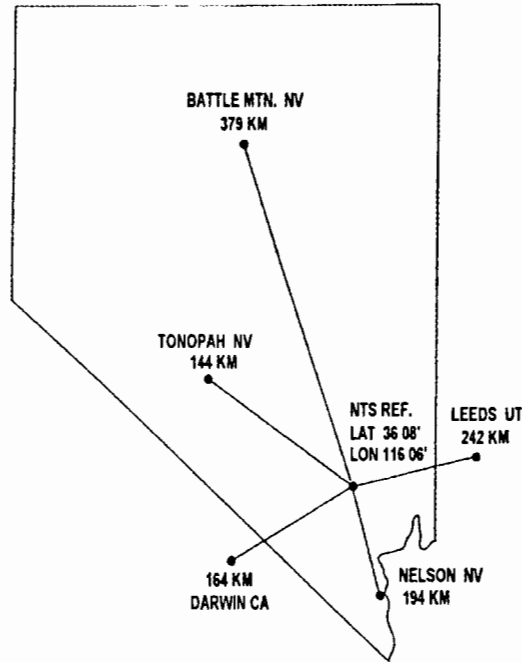 BATTLE MTN. NV
379 KM
TONOPAH NV
144 KM
NTS REF.
LAT 36 08'
LON 116 06'
LEEDS UT
242 KM
164 KM
DARWIN CA
NELSON NV
194 KM